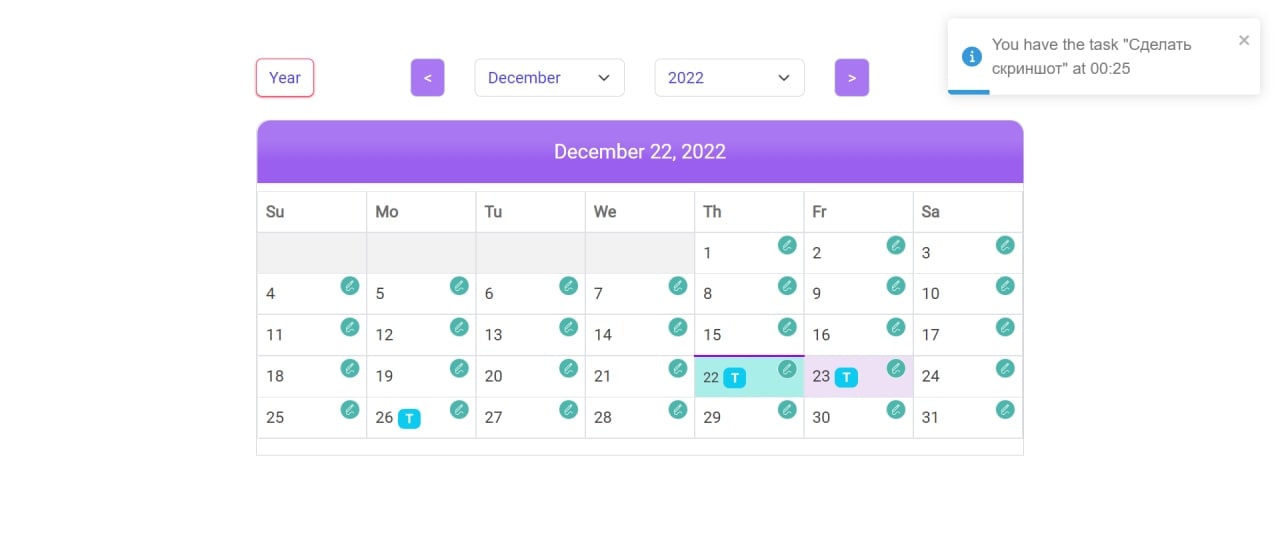 You have the task "Сделать
скриншот" at 00:25
Year < December 2022 >
December 22, 2022
Su Mo Tu We Th Fr Sa
1 2 3
4 5 6 7 8 9 10
11 12 13 14 15 16 17
18 19 20 21 22 T 23 T 24
25 26 T 27 28 29 30 31